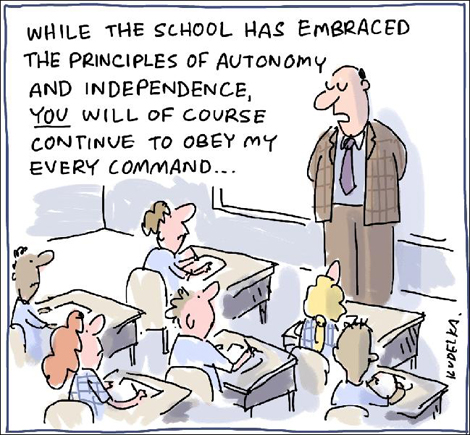 WHILE THE SCHOOL HAS EMBRACED
THE PRINCIPLES OF AUTONOMY
AND INDEPENDENCE,
YOU WILL OF COURSE
CONTINUE TO OBEY MY
EVERY COMMAND...
KUDELKA.